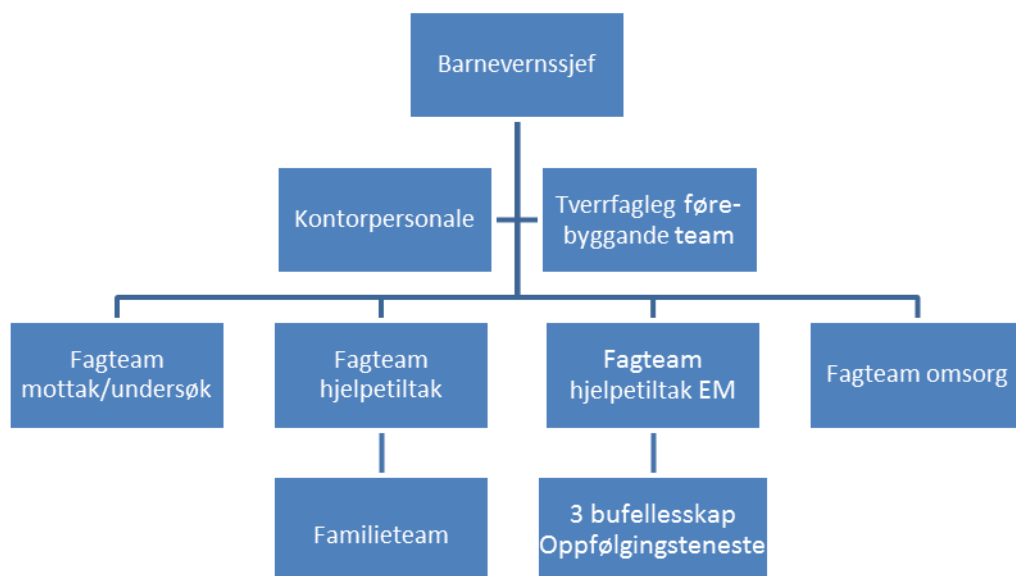 Barnevernssjef
Kontorpersonale
Tverrfagleg føre-
byggande team
Fagteam
mottak/undersøk
Fagteam
hjelpetiltak
Fagteam
hjelpetiltak EM
Fagteam omsorg
Familieteam
3 bufellesskap
Oppfølgingsteneste